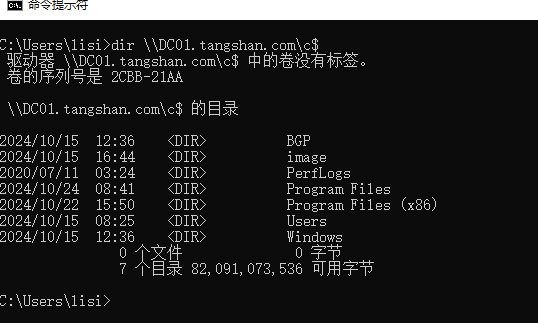 命令提示符
C:\Users\lisi>dir \\DC01.tangshan.com\c$
驱动器 \\DC01.tangshan.com\c$ 中的卷没有标签。
卷的序列号是 2CBB-21AA
\\DC01.tangshan.com\c$ 的目录
2024/10/15  12:36    <DIR>          BGP
2024/10/15  16:44    <DIR>          image
2020/07/11  03:24    <DIR>          PerfLogs
2024/10/24  08:41    <DIR>          Program Files
2024/10/22  15:50    <DIR>          Program Files (x86)
2024/10/15  08:25    <DIR>          Users
2024/10/15  12:36    <DIR>          Windows
0 个文件              0 字节
7 个目录 82,091,073,536 可用字节
C:\Users\lisi>